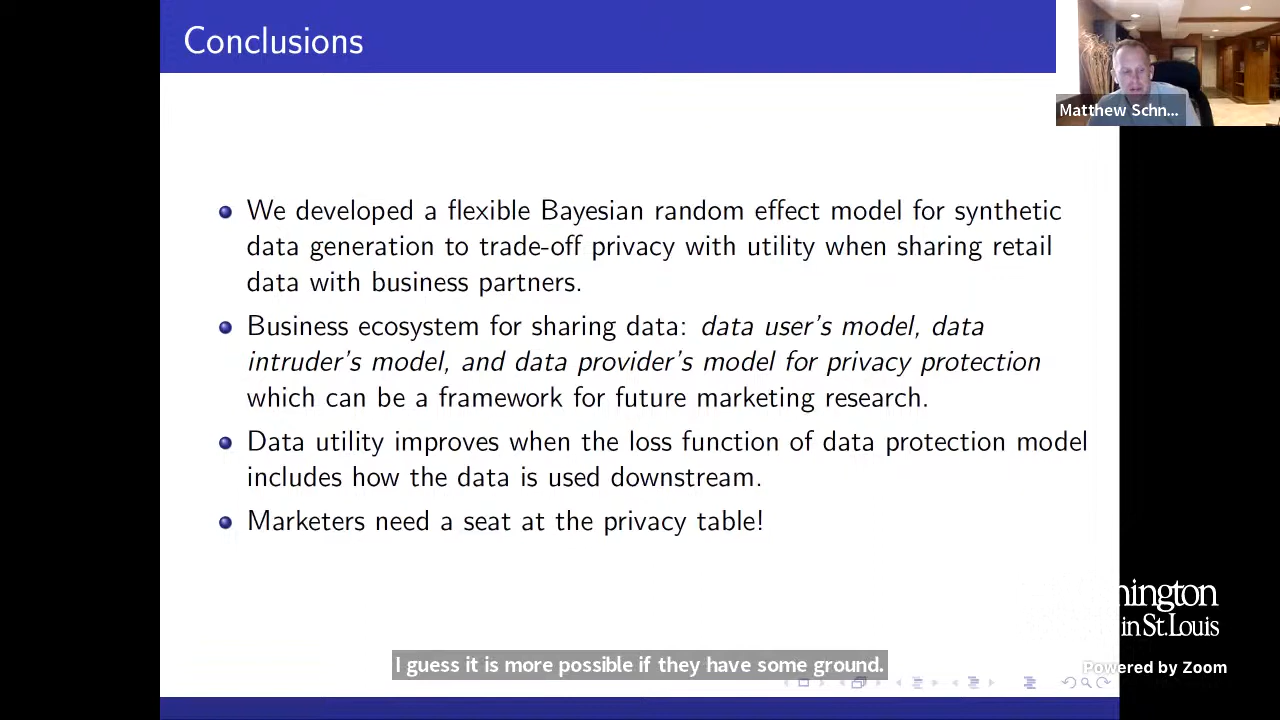 Conclusions
Matthew Schn...
We developed a flexible Bayesian random effect model for synthetic
data generation to trade-off privacy with utility when sharing retail
data with business partners.
Business ecosystem for sharing data: data user's model, data
intruder's model, and data provider's model for privacy protection
which can be a framework for future marketing research.
Data utility improves when the loss function of data protection model
includes how the data is used downstream.
Marketers need a seat at the privacy table!
nington
in St.Louis
I guess it is more possible if they have some ground.
Powered by Zoom